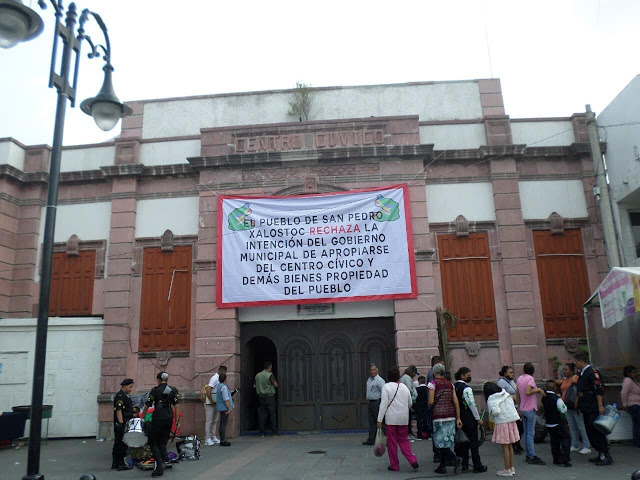 CENTRO CIVICO
EL PUEBLO DE SAN PEDRO
XALOSTOC RECHAZA LA
INTENCIÓN DEL GOBIERNO
MUNICIPAL DE APROPIARSE
DEL CENTRO CÍVICO Y
DEMÁS BIENES PROPIEDAD
DEL PUEBLO